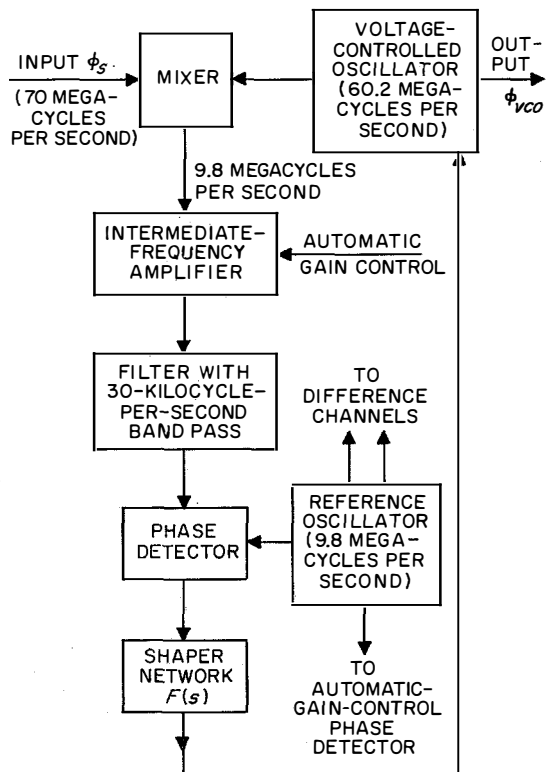 INPUT ϕS
(70 MEGA-
CYCLES
PER SECOND)
MIXER
VOLTAGE-
CONTROLLED
OSCILLATOR
(60.2 MEGA-
CYCLES PER
SECOND)
OUT-
PUT
ϕVCO
9.8 MEGACYCLES
PER SECOND
INTERMEDIATE-
FREQUENCY
AMPLIFIER
AUTOMATIC
GAIN CONTROL
FILTER WITH
30-KILOCYCLE-
PER-SECOND
BAND PASS
TO
DIFFERENCE
CHANNELS
PHASE
DETECTOR
REFERENCE
OSCILLATOR
(9.8 MEGA-
CYCLES PER
SECOND)
SHAPER
NETWORK
F(s)
TO
AUTOMATIC-
GAIN-CONTROL
PHASE
DETECTOR